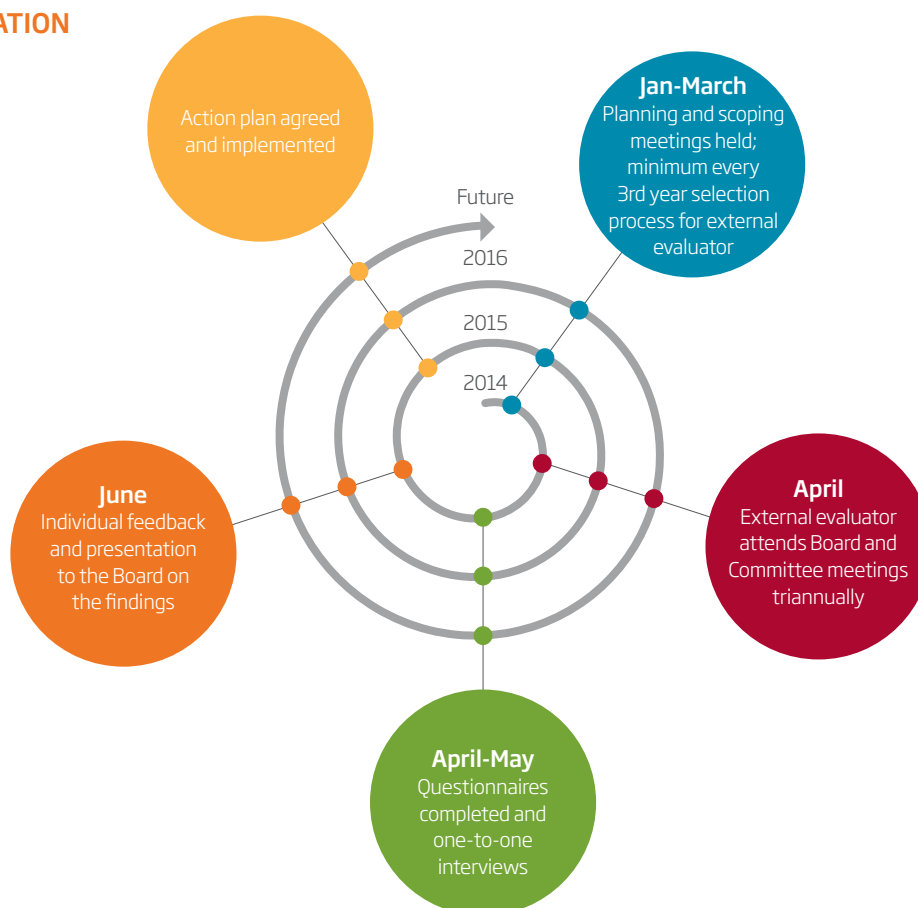 ATION
Action plan agreed
and implemented
Jan-March
Planning and scoping
meetings held;
minimum every
3rd year selection
process for external
evaluator
Future
2016
2015
2014
June
Individual feedback
and presentation
to the Board on
the findings
April
External evaluator
attends Board and
Committee meetings
triannually
April-May
Questionnaires
completed and
one-to-one
interviews